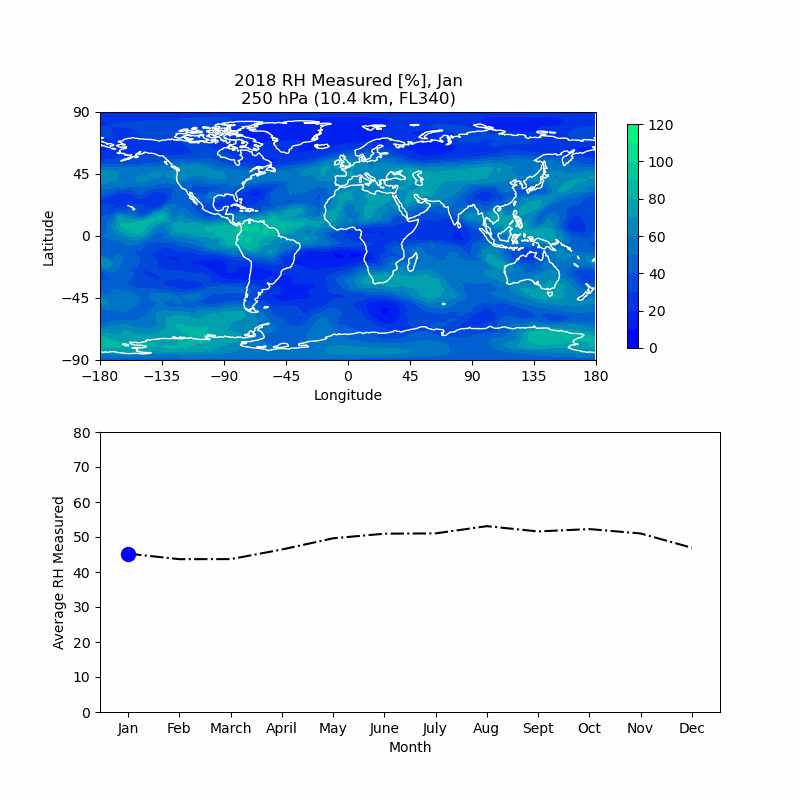 2018 RH Measured [%], Jan
250 hPa (10.4 km, FL340)
90
45
0
−45
−90
Latitude
−180 −135 −90 −45 0 45 90 135 180
Longitude
120
100
80
60
40
20
0
80
70
60
50
40
30
20
10
0
Average RH Measured
Jan Feb March April May June July Aug Sept Oct Nov Dec
Month